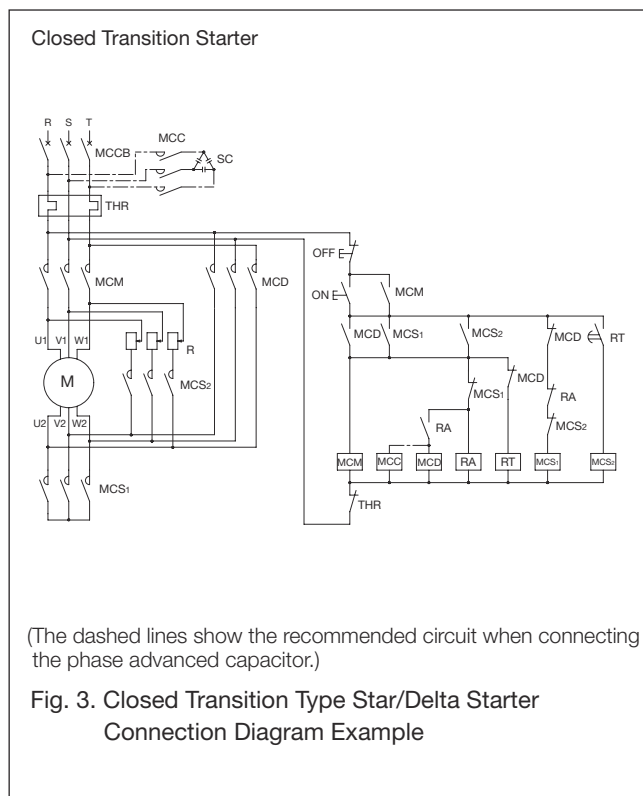 Closed Transition Starter
R S T
MCC
MCCB
SC
THR
OFF
MCM
MCD
ON
MCM
U1 V1 W1
R
MCD
MCS1
MCS2
MCD
RT
M
MCS2
MCS1
MCD
RA
U2 V2 W2
RA
MCS2
MCS1
MCM
MCC
MCD
RA
RT
MCS1
MCS2
THR
(The dashed lines show the recommended circuit when connecting
the phase advanced capacitor.)
Fig. 3. Closed Transition Type Star/Delta Starter
Connection Diagram Example